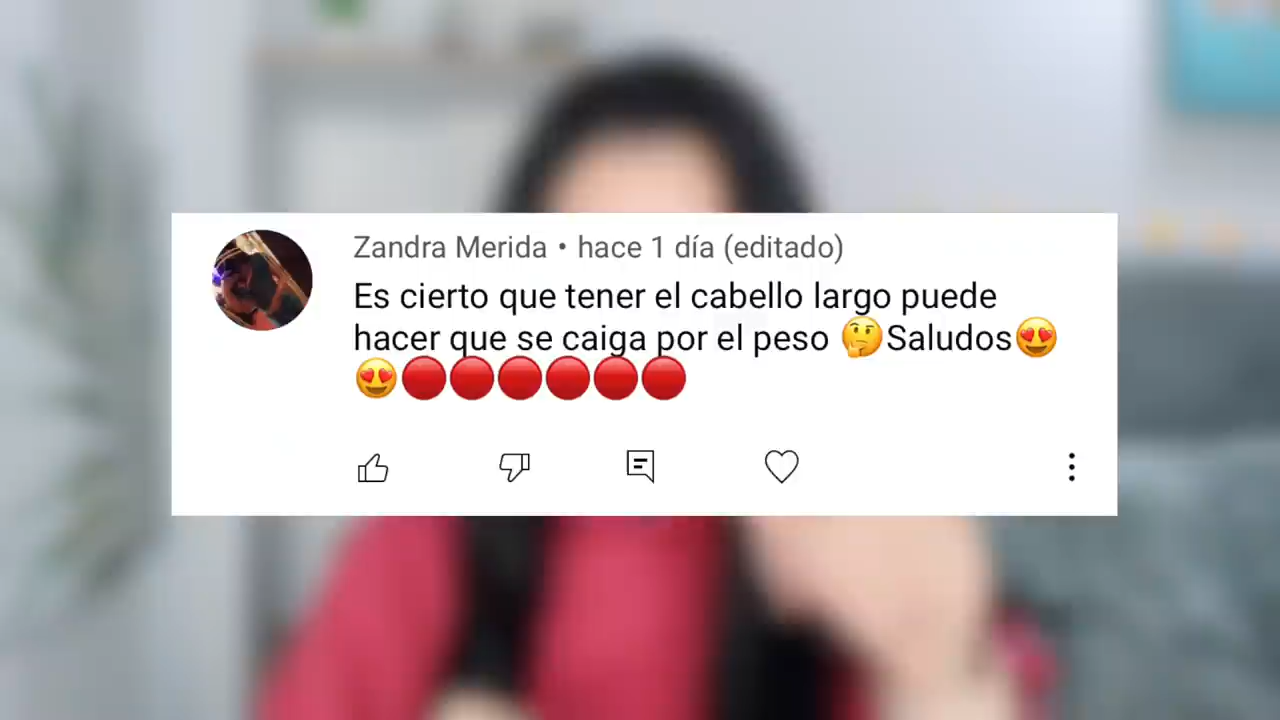 Zandra Merida • hace 1 día (editado)
Es cierto que tener el cabello largo puede
hacer que se caiga por el peso 🤔Saludos😍
😍🔴🔴🔴🔴🔴🔴